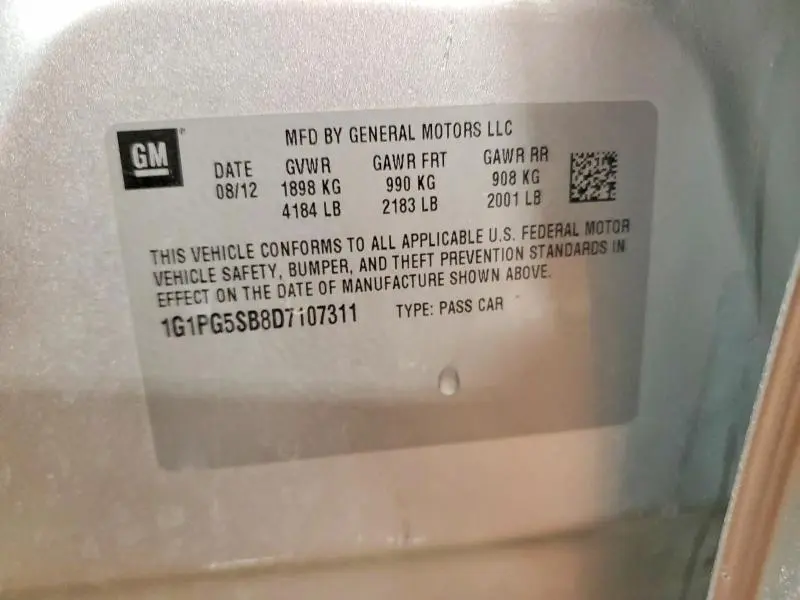 GM
MFD BY GENERAL MOTORS LLC
DATE GVWR GAWR FRT GAWR RR
08/12 1898 KG 990 KG 908 KG
4184 LB 2183 LB 2001 LB
THIS VEHICLE CONFORMS TO ALL APPLICABLE U.S. FEDERAL MOTOR
VEHICLE SAFETY, BUMPER, AND THEFT PREVENTION STANDARDS IN
EFFECT ON THE DATE OF MANUFACTURE SHOWN ABOVE.
1G1PG5SB8D7107311 TYPE: PASS CAR